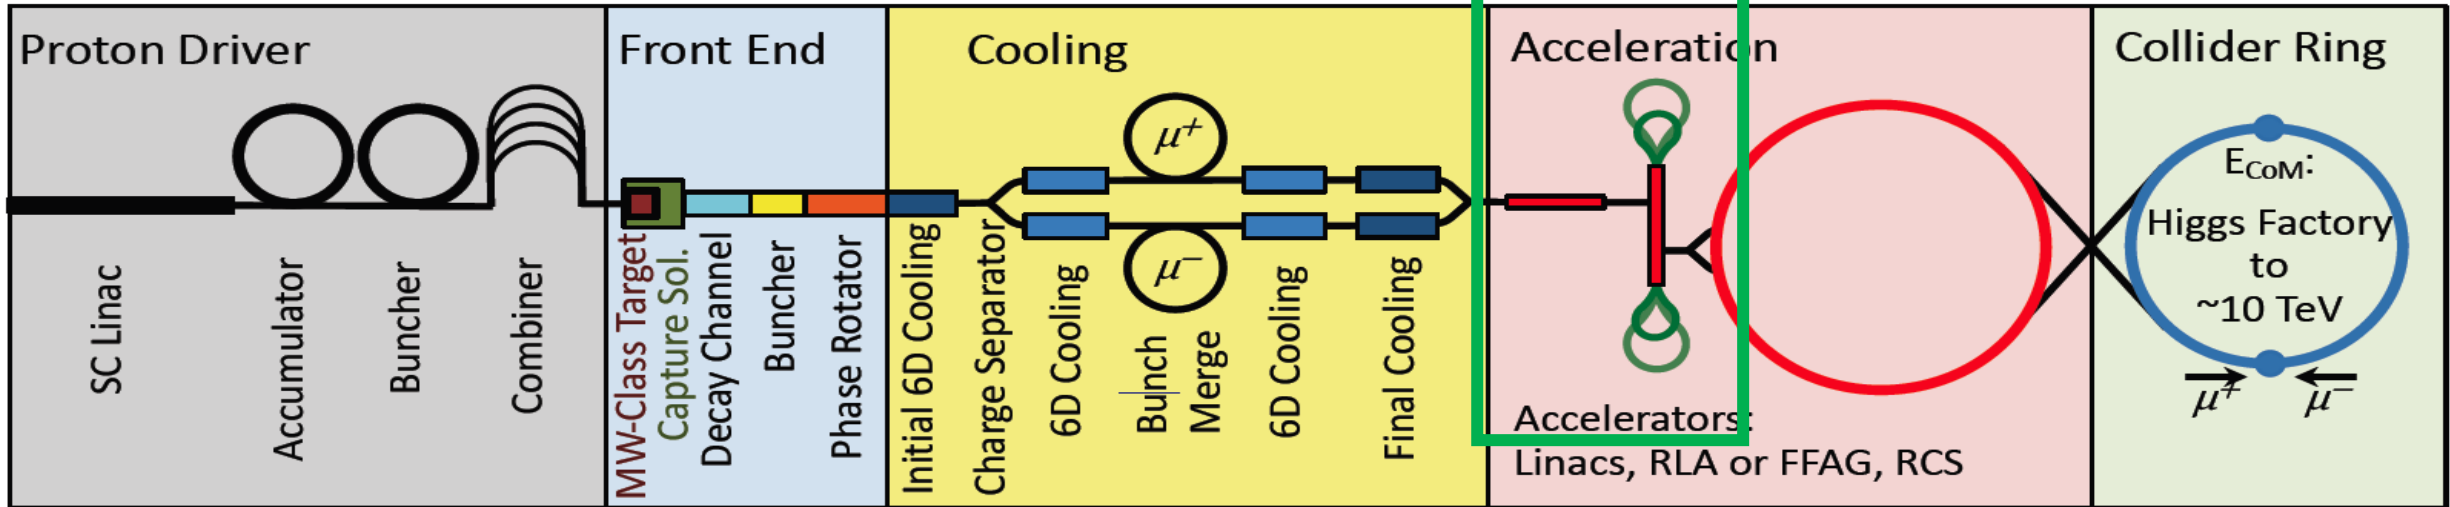 Proton Driver
SC Linac
Accumulator
Buncher
Combiner
Front End
MW-Class Target
Capture Sol.
Decay Channel
Buncher
Phase Rotator
Cooling
Initial 6D Cooling
Charge Separator
6D Cooling
μ+
μ−
Bunch
Merge
6D Cooling
Final Cooling
Acceleration
Accelerators:
Linacs, RLA or FFAG, RCS
Collider Ring
ECoM:
Higgs Factory
to
~10 TeV
μ+ μ−